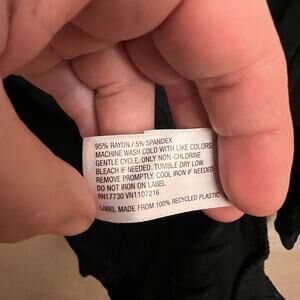 95% RAYON / 5% SPANDEX
MACHINE WASH COLD WITH LIKE COLORS.
GENTLE CYCLE. ONLY NON-CHLORINE
BLEACH IF NEEDED. TUMBLE DRY LOW.
REMOVE PROMPTLY. COOL IRON IF NEEDED
DO NOT IRON ON LABEL.
RN17730 VN1107216
LABEL MADE FROM 100% RECYCLED PLASTIC